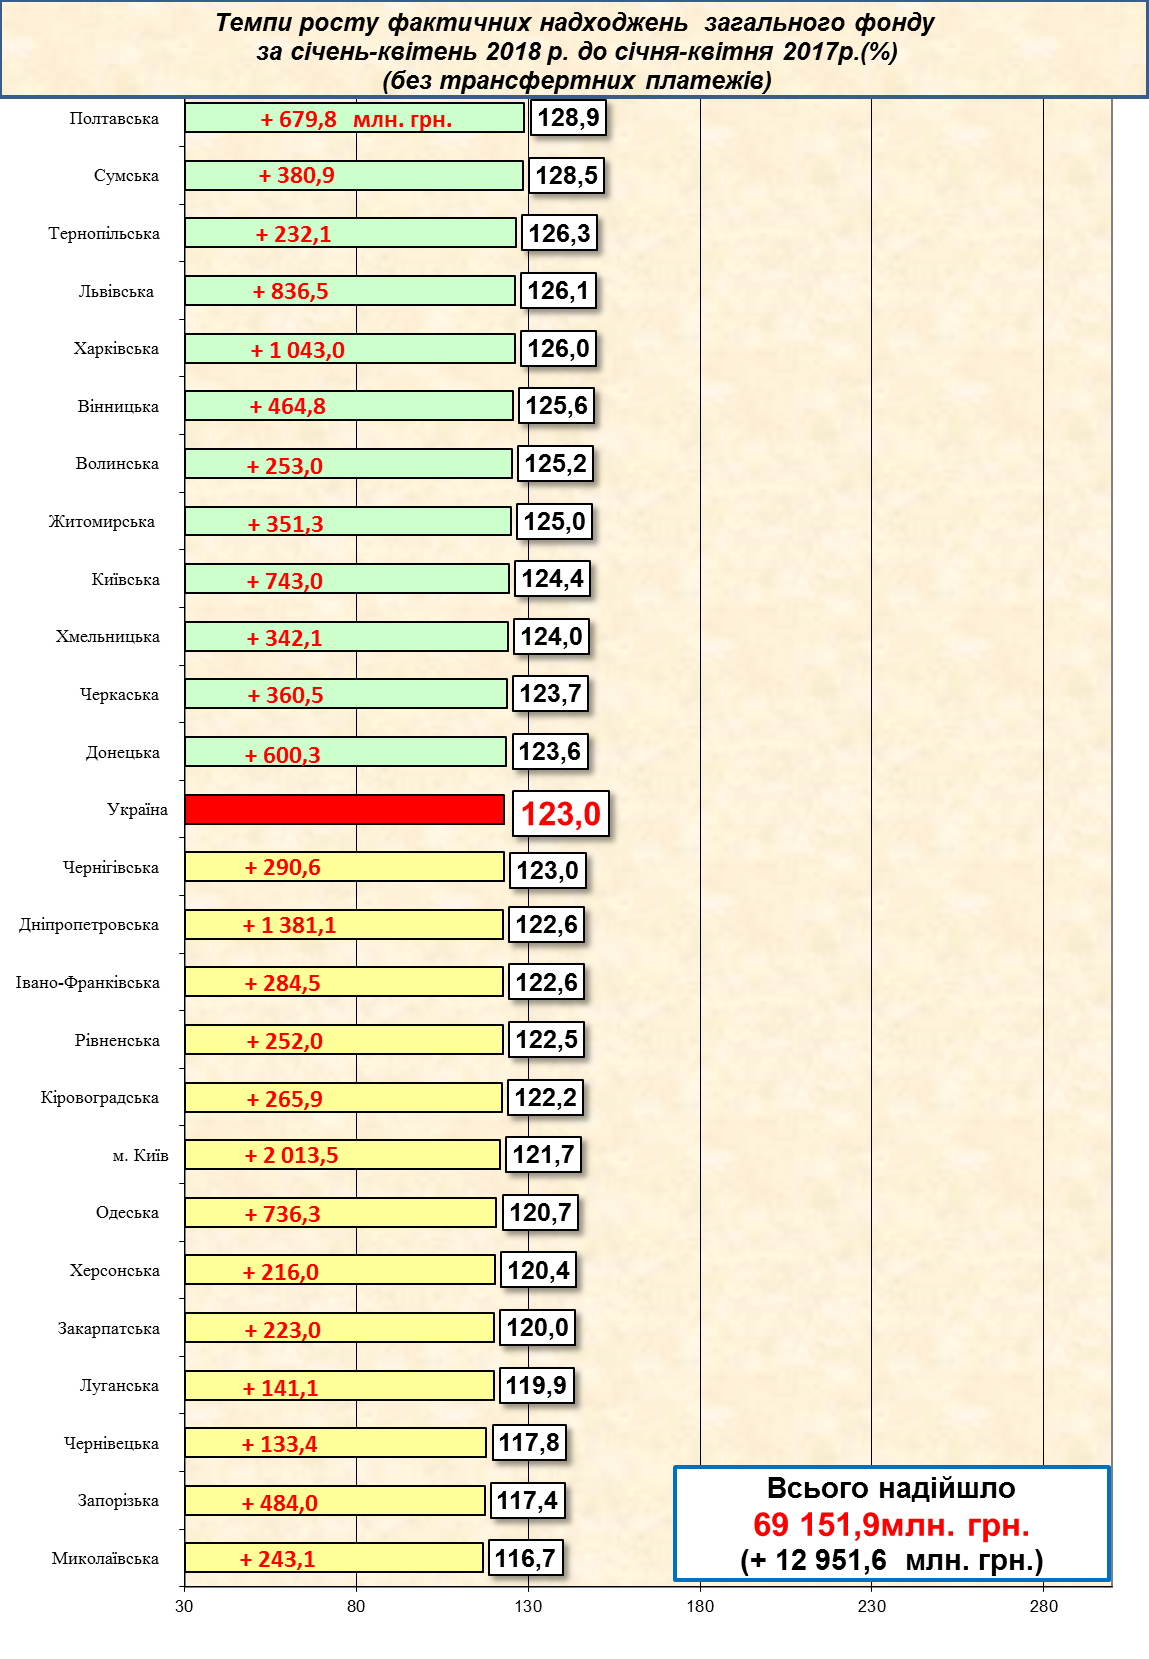 Темпи росту фактичних надходжень загального фонду
за січень-квітень 2018 р. до січня-квітня 2017р.(%)
(без трансфертних платежів)
Полтавська + 679,8 млн. грн. 128,9
Сумська + 380,9 128,5
Тернопільська + 232,1 126,3
Львівська + 836,5 126,1
Харківська + 1 043,0 126,0
Вінницька + 464,8 125,6
Волинська + 253,0 125,2
Житомирська + 351,3 125,0
Київська + 743,0 124,4
Хмельницька + 342,1 124,0
Черкаська + 360,5 123,7
Донецька + 600,3 123,6
Україна 123,0
Чернігівська + 290,6 123,0
Дніпропетровська + 1 381,1 122,6
Івано-Франківська + 284,5 122,6
Рівненська + 252,0 122,5
Кіровоградська + 265,9 122,2
м. Київ + 2 013,5 121,7
Одеська + 736,3 120,7
Херсонська + 216,0 120,4
Закарпатська + 223,0 120,0
Луганська + 141,1 119,9
Чернівецька + 133,4 117,8
Запорізька + 484,0 117,4
Миколаївська + 243,1 116,7
Всього надійшло
69 151,9млн. грн.
(+ 12 951,6 млн. грн.)
30 80 130 180 230 280